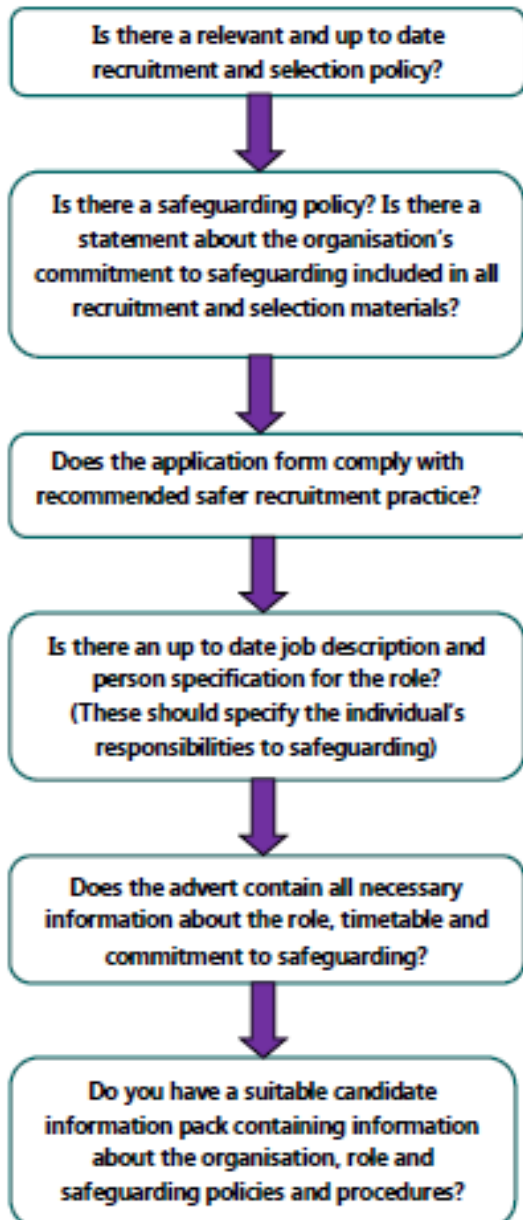 Is there a relevant and up to date
recruitment and selection policy?
Is there a safeguarding policy? Is there a
statement about the organisation's
commitment to safeguarding included in all
recruitment and selection materials?
Does the application form comply with
recommended safer recruitment practice?
Is there an up to date job description and
person specification for the role?
(These should specify the individual's
responsibilities to safeguarding)
Does the advert contain all necessary
information about the role, timetable and
commitment to safeguarding?
Do you have a suitable candidate
information pack containing information
about the organisation, role and
safeguarding policies and procedures?